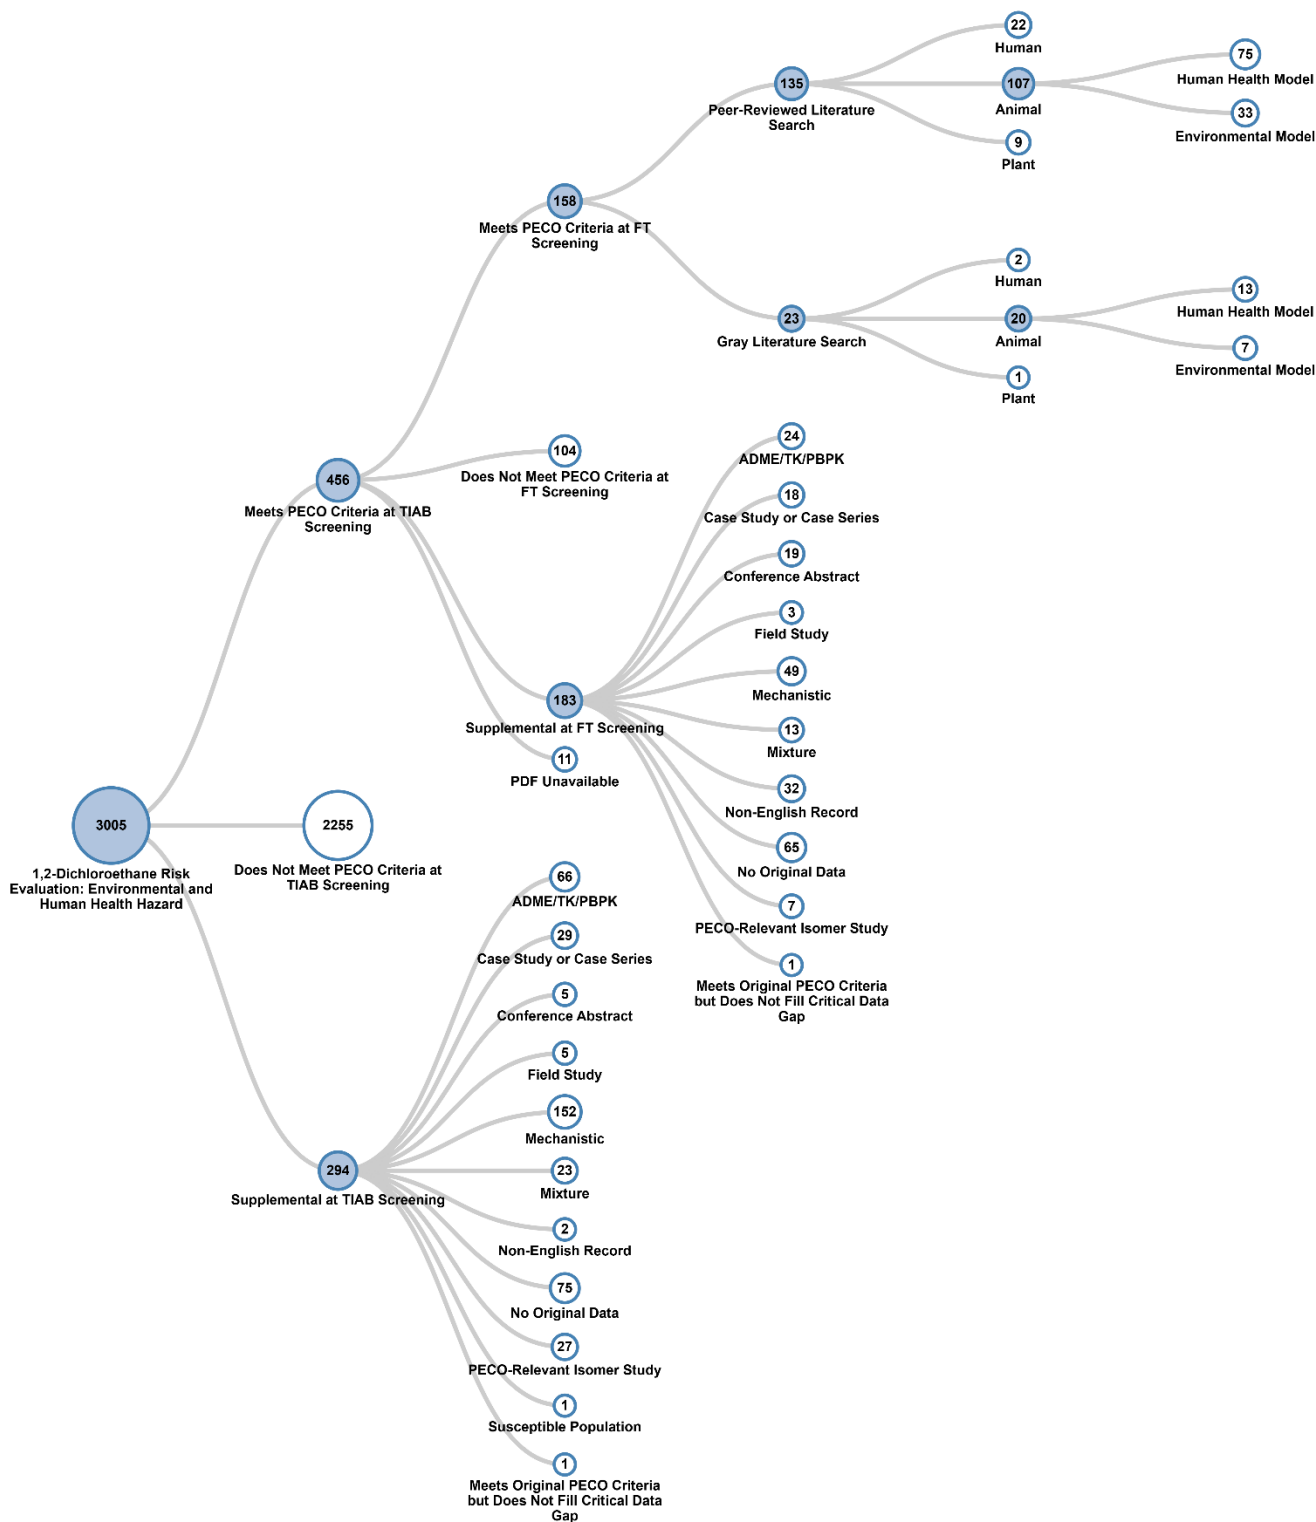 3005
1,2-Dichloroethane Risk
Evaluation: Environmental and
Human Health Hazard
456
Meets PECO Criteria at TIAB
Screening
2255
Does Not Meet PECO Criteria at
TIAB Screening
294
Supplemental at TIAB Screening
158
Meets PECO Criteria at FT
Screening
104
Does Not Meet PECO Criteria at
FT Screening
183
Supplemental at FT Screening
11
PDF Unavailable
135
Peer-Reviewed Literature
Search
22
Human
107
Animal
9
Plant
75
Human Health Model
33
Environmental Model
23
Gray Literature Search
2
Human
20
Animal
1
Plant
13
Human Health Model
7
Environmental Model
24
ADME/TK/PBPK
18
Case Study or Case Series
19
Conference Abstract
3
Field Study
49
Mechanistic
13
Mixture
32
Non-English Record
65
No Original Data
7
PECO-Relevant Isomer Study
1
Meets Original PECO Criteria
but Does Not Fill Critical Data
Gap
66
ADME/TK/PBPK
29
Case Study or Case Series
5
Conference Abstract
5
Field Study
152
Mechanistic
23
Mixture
2
Non-English Record
75
No Original Data
27
PECO-Relevant Isomer Study
1
Susceptible Population
1
Meets Original PECO Criteria
but Does Not Fill Critical Data
Gap